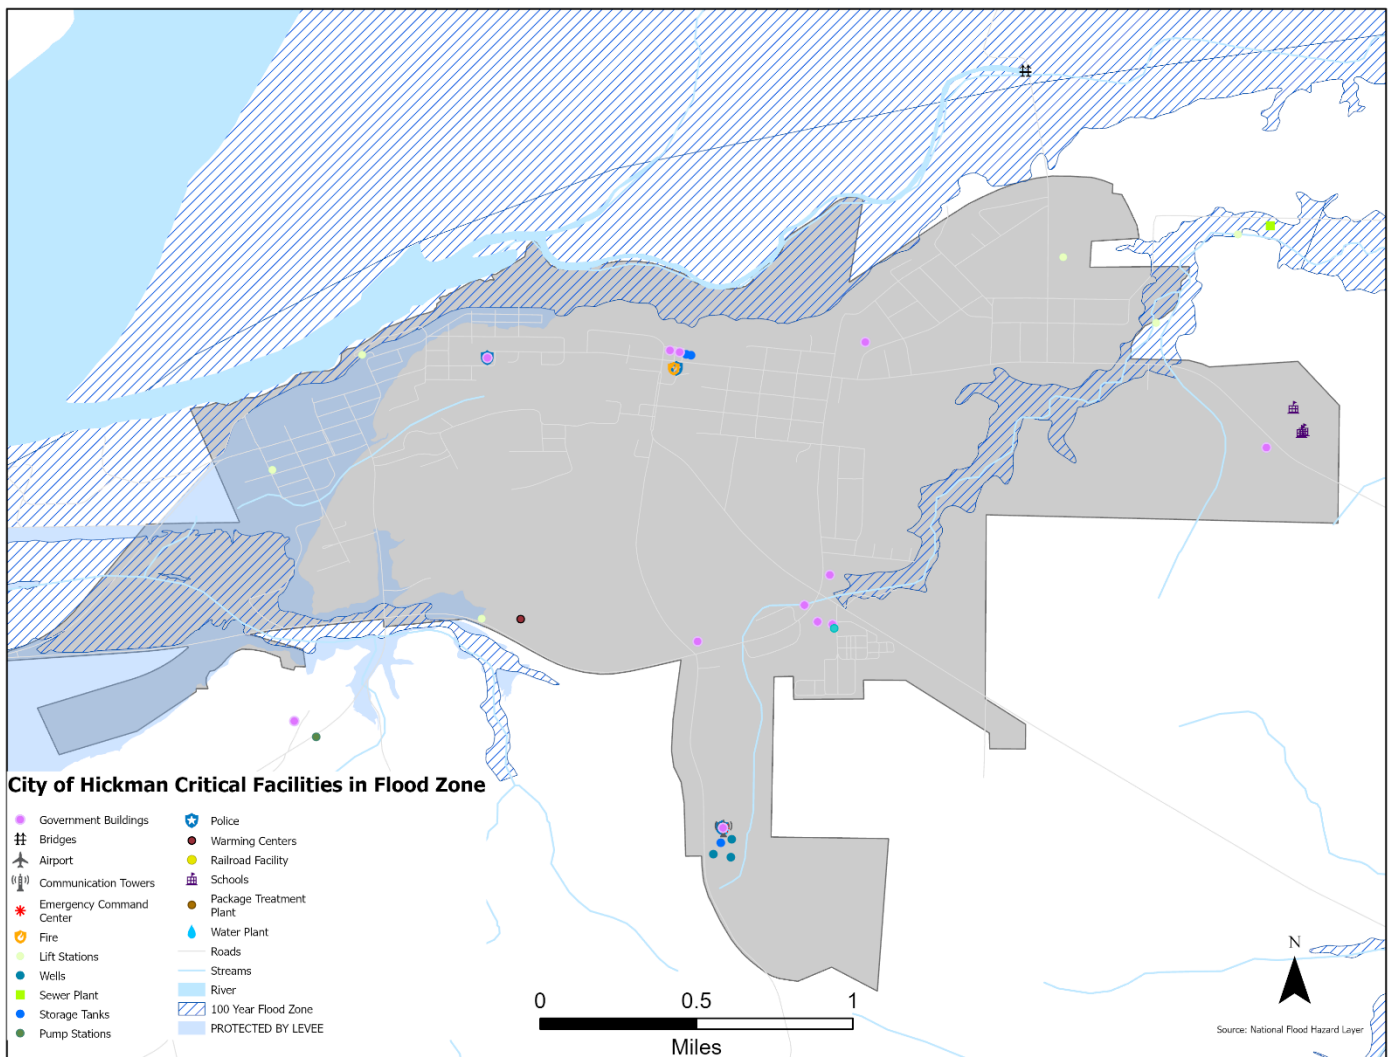 City of Hickman Critical Facilities in Flood Zone
Government Buildings
Bridges
Airport
Communication Towers
Emergency Command
Center
Fire
Lift Stations
Wells
Sewer Plant
Storage Tanks
Pump Stations
Police
Warming Centers
Railroad Facility
Schools
Package Treatment
Plant
Water Plant
Roads
Streams
River
100 Year Flood Zone
PROTECTED BY LEVEE
0 0.5 1
Miles
N
Source: National Flood Hazard Layer